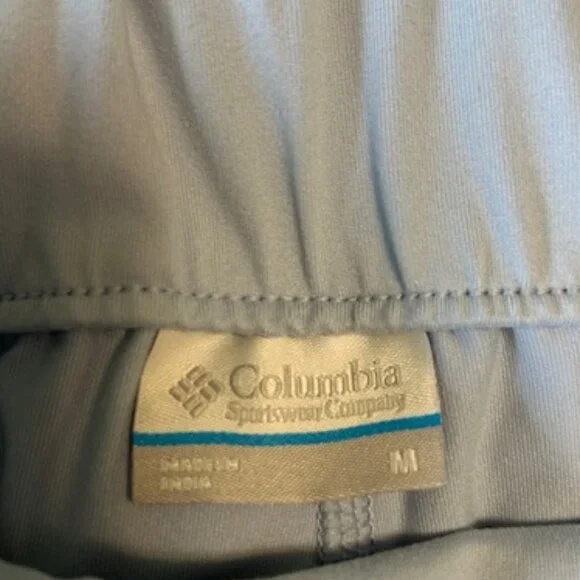 Columbia
Sportswear Company
MADE IN
INDIA
M